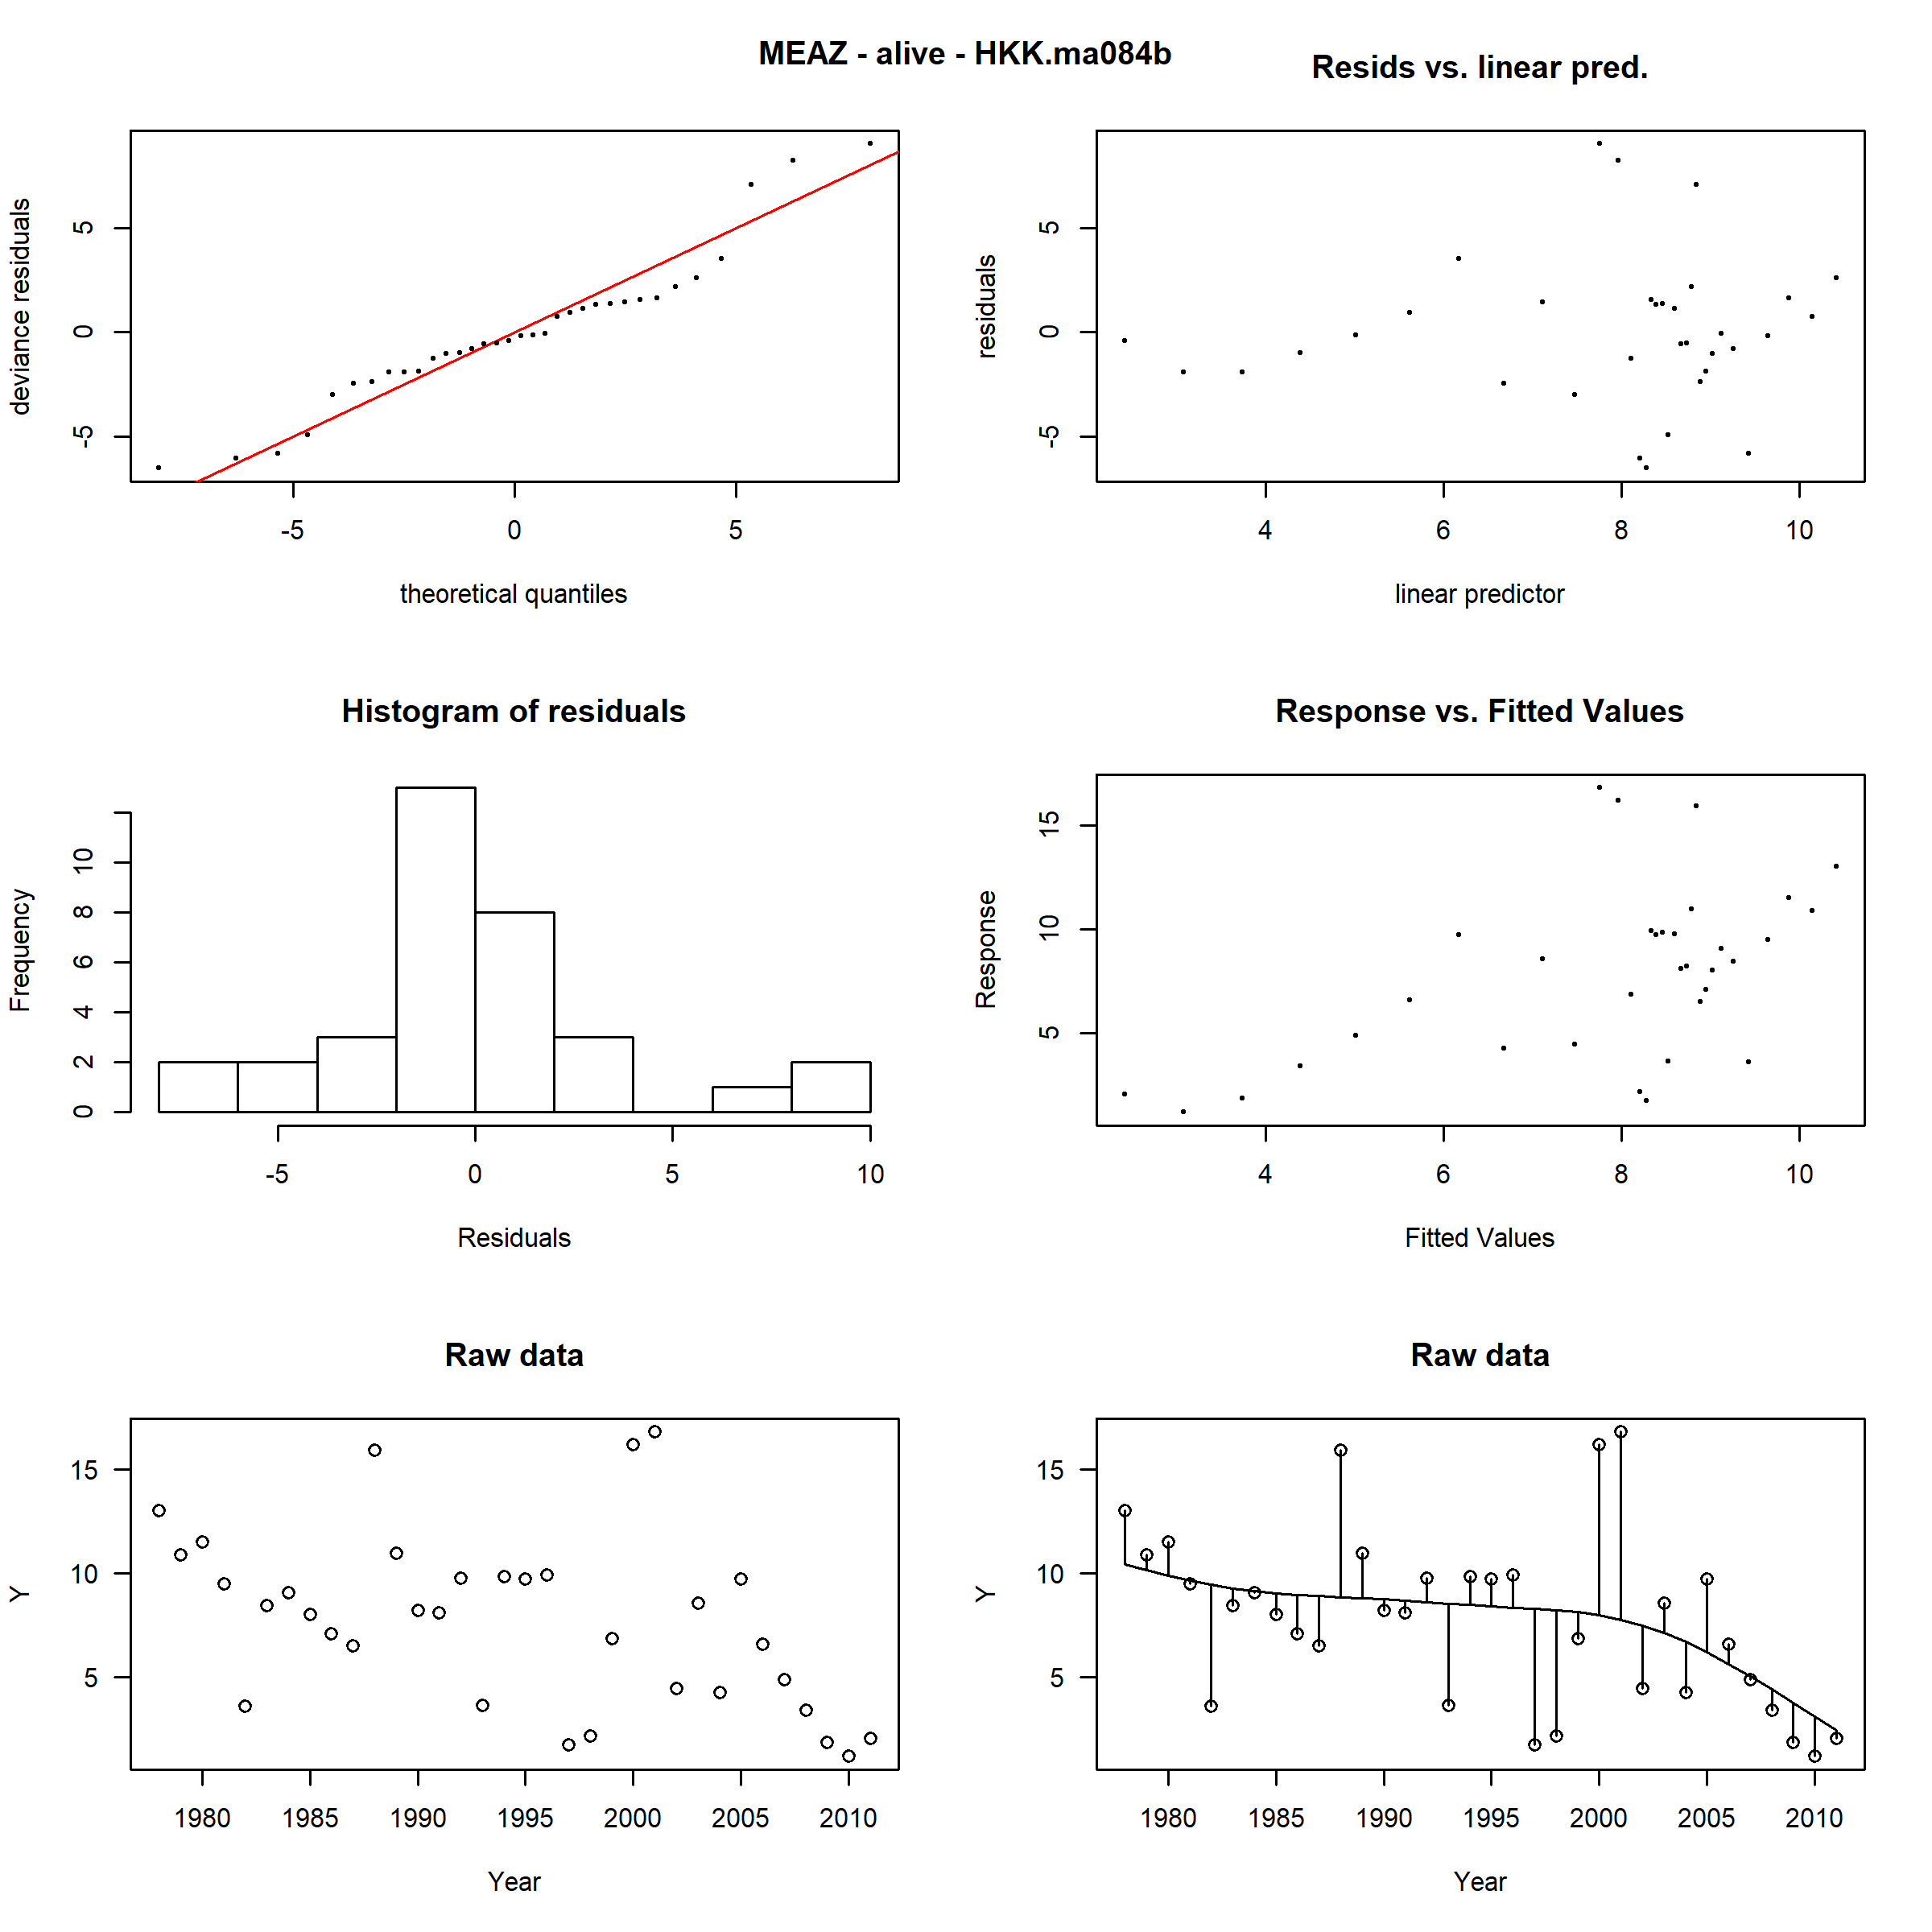 MEAZ - alive - HKK.ma084b
deviance residuals
5
0
-5
-5 0 5
theoretical quantiles
Resids vs. linear pred.
residuals
5
0
-5
4 6 8 10
linear predictor
Histogram of residuals
Frequency
10
8
6
4
2
0
-5 0 5 10
Residuals
Response vs. Fitted Values
Response
15
10
5
4 6 8 10
Fitted Values
Raw data
Y
15
10
5
1980 1985 1990 1995 2000 2005 2010
Year
Raw data
Y
15
10
5
1980 1985 1990 1995 2000 2005 2010
Year